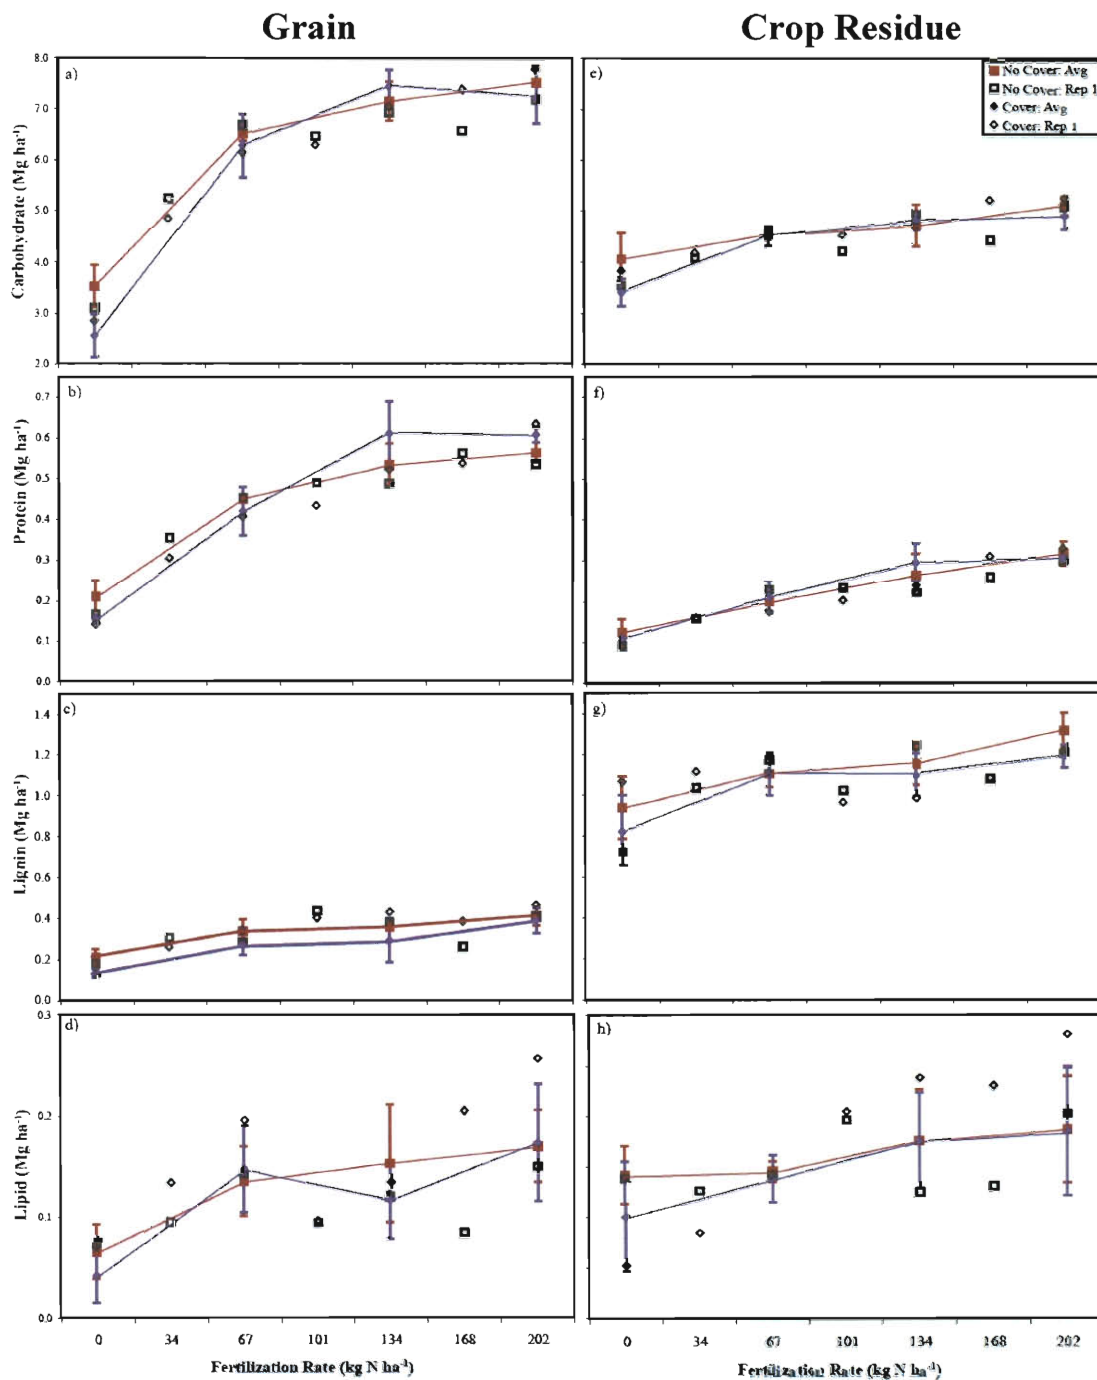 Grain
Crop Residue
a)
8.0
7.0
6.0
5.0
4.0
3.0
2.0
Carbohydrate (Mg ha-1)
e)
No Cover: Avg
No Cover: Rep 1
Cover: Avg
Cover: Rep 1
b)
0.7
0.6
0.5
0.4
0.3
0.2
0.1
0.0
Protein (Mg ha-1)
f)
c)
1.4
1.2
1.0
0.8
0.6
0.4
0.2
0.0
Lignin (Mg ha-1)
g)
d)
0.3
0.2
0.1
0.0
Lipid (Mg ha-1)
h)
0 34 67 101 134 168 202
Fertilization Rate (kg N ha-1)
0 34 67 101 134 168 202
Fertilization Rate (kg N ha-1)